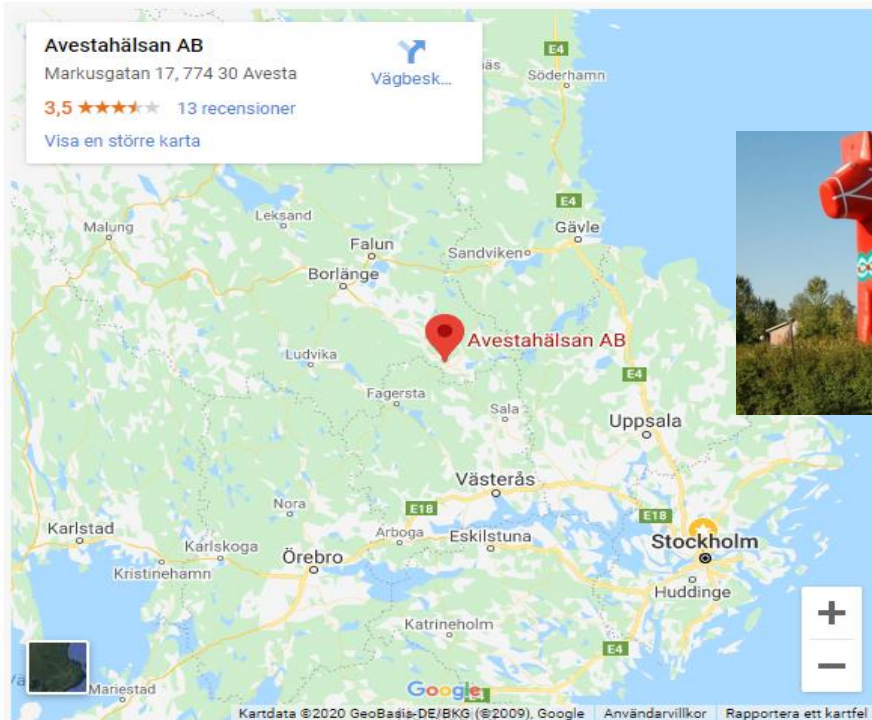 Avestahälsan AB
Markusgatan 17, 774 30 Avesta
3,5
13 recensioner
Vägbesk...
Visa en större karta
E4
Söderhamn
E4
Malung
Leksand
Gävle
Falun
Sandviken
Borlänge
Avestahälsan AB
Ludvika
E4
Fagersta
Sala
Uppsala
Västerås
Nora
E18
E18
Karlstad
Arboga
Eskilstuna
Stockholm
Karlskoga
Örebro
Kristinehamn
Huddinge
Katrineholm
E4
E4
Mariestad
Google
Kartdata ©2020 GeoBasis-DE/BKG (©2009), Google
Användarvillkor
Rapportera ett kartfel